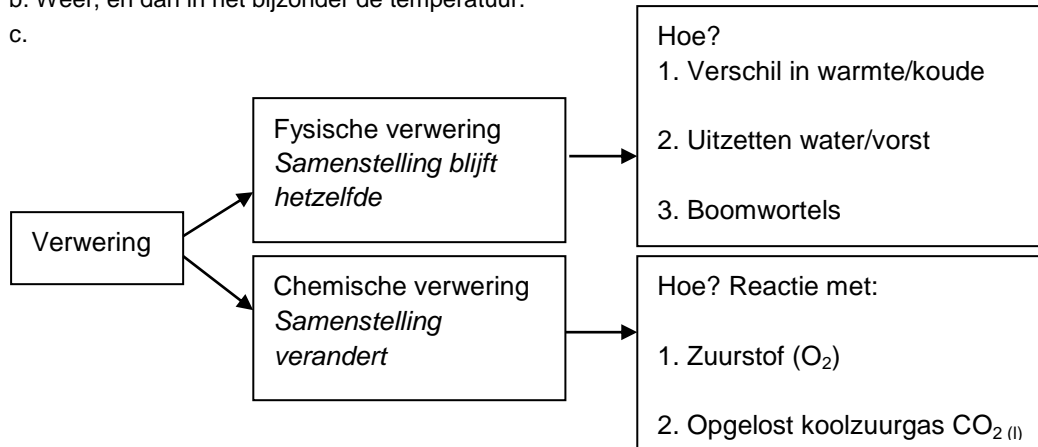 b. Weer, en dan in het bijzonder de temperatuur.
c.
Verwering
Fysische verwering
Samenstelling blijft
hetzelfde
Hoe?
1. Verschil in warmte/koude
2. Uitzetten water/vorst
3. Boomwortels
Chemische verwering
Samenstelling
verandert
Hoe? Reactie met:
1. Zuurstof (O₂)
2. Opgelost koolzuurgas CO₂ (l)